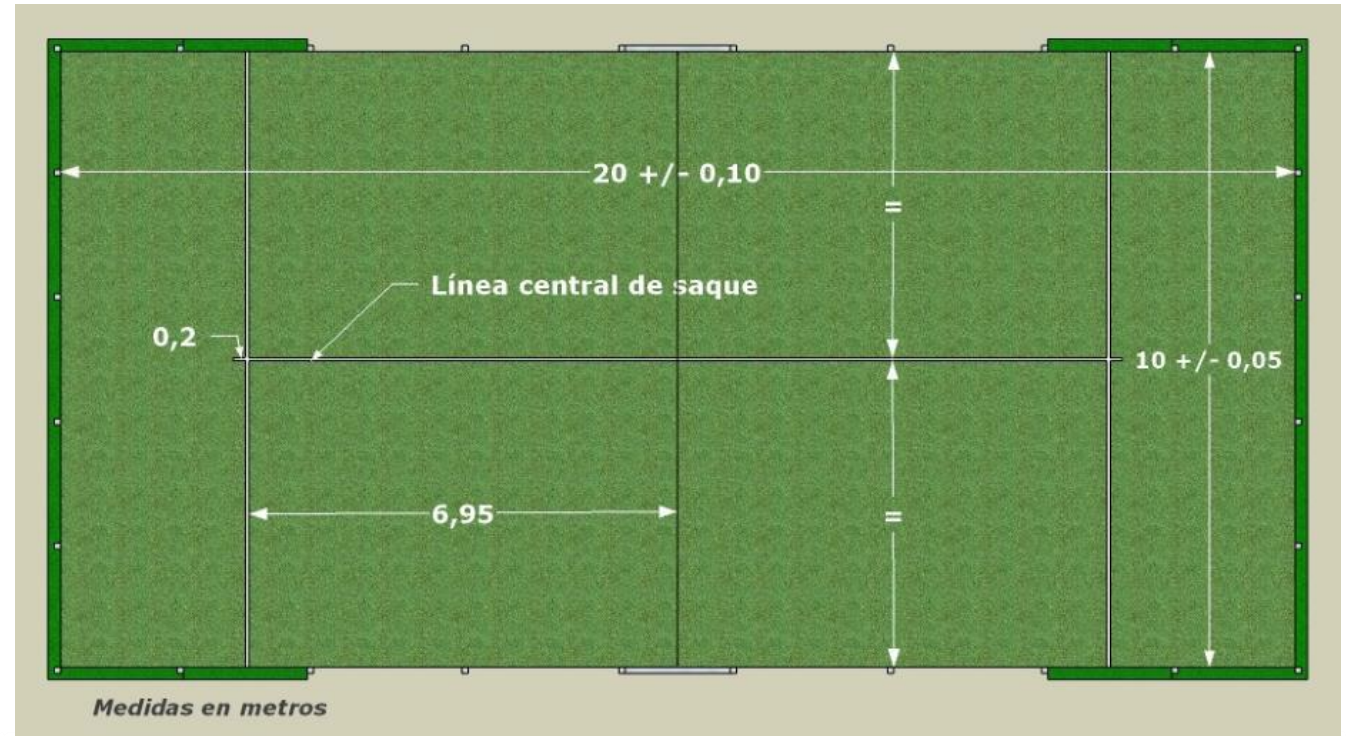 20 +/- 0,10
=
Línea central de saque
0,2
10 +/- 0,05
6,95
=
Medidas en metros